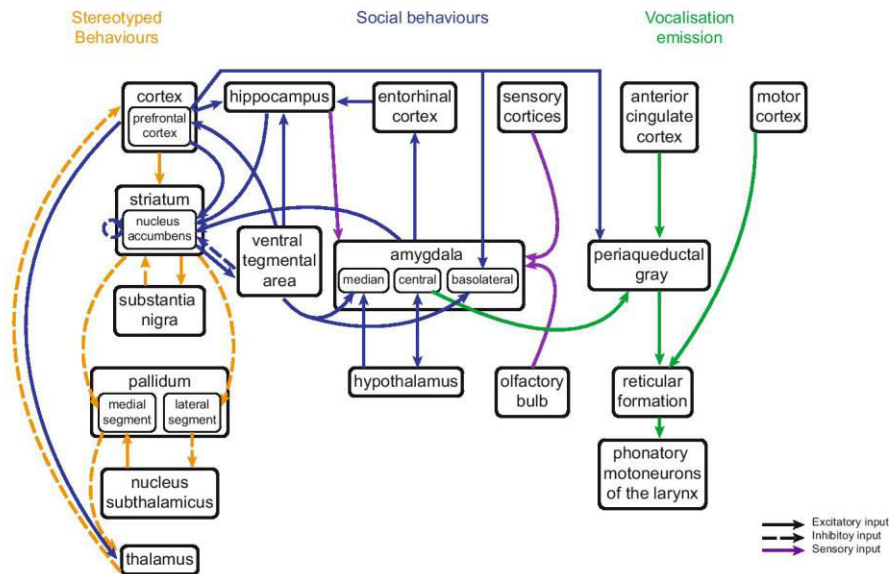 Stereotyped
Behaviours
Social behaviours
Vocalisation
emission
cortex
prefrontal
cortex
hippocampus
entorhinal
cortex
sensory
cortices
anterior
cingulate
cortex
motor
cortex
striatum
nucleus
accumbens
ventral
tegmental
area
amygdala
median
central
basolateral
periaqueductal
gray
substantia
nigra
pallidum
medial
segment
lateral
segment
hypothalamus
olfactory
bulb
reticular
formation
nucleus
subthalamicus
phonatory
motoneurons
of the larynx
thalamus
Excitatory input
Inhibitoy input
Sensory input